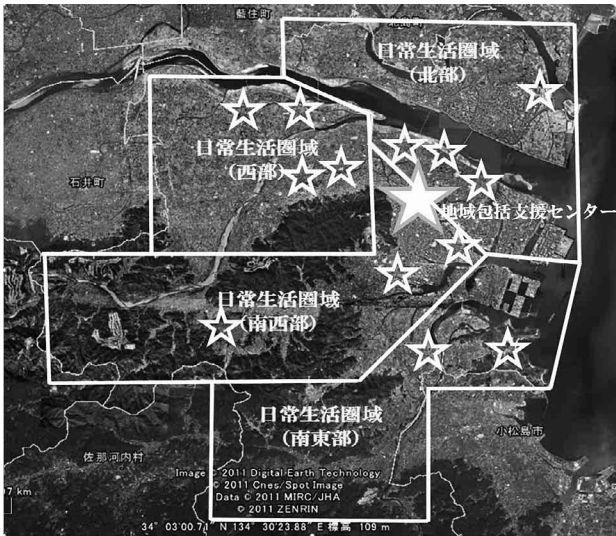 藍住町
北島町
日常生活圏域
(北部)
日常生活圏域
(西部)
石井町
地域包括支援センター
日常生活圏域
(南西部)
日常生活圏域
(南東部)
小松島市
佐那河内村
Image © 2011 Digital Earth Technology
© 2011 Cnes/Spot Image
Data © 2011 MIRC/JHA
© 2011 ZENRIN
km
34° 03'00.71" N 134° 30'23.88" E 標高 109 m